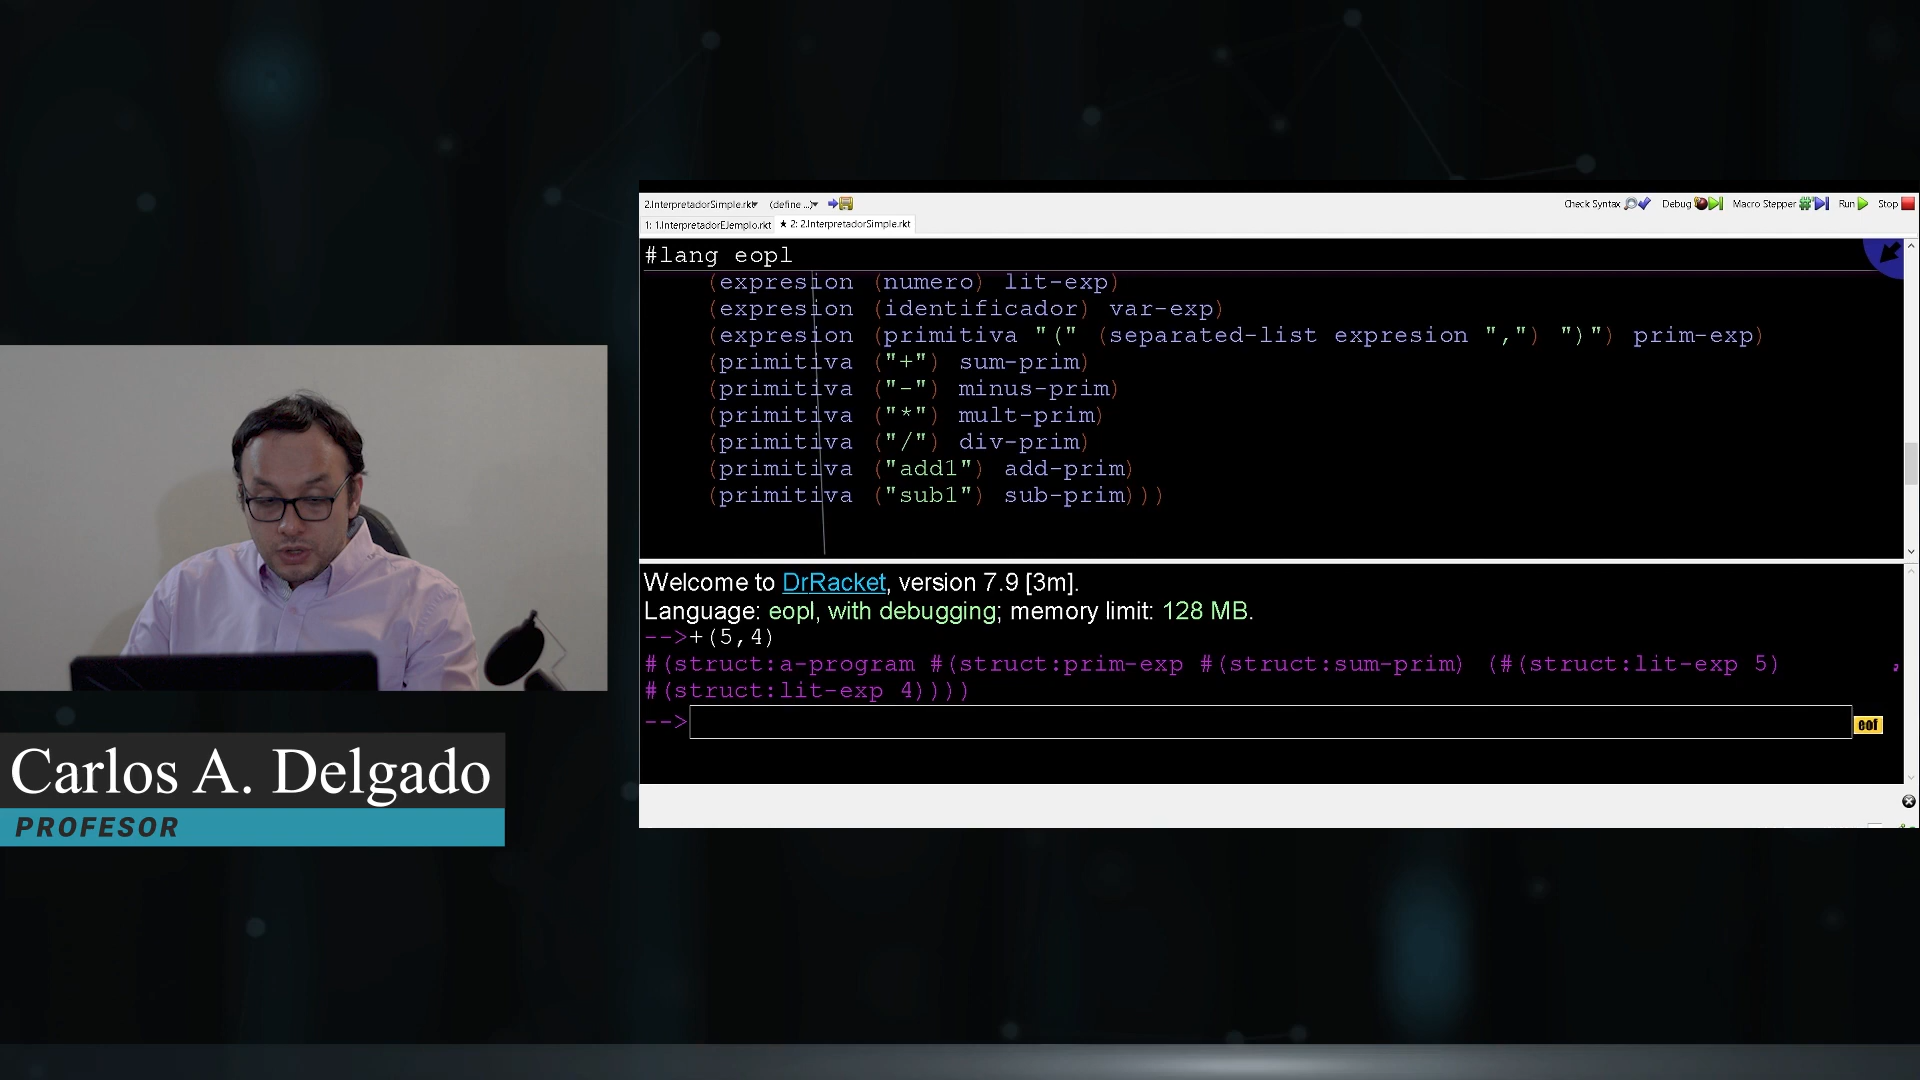 2.InterpretadorSimple.rkt (define ...) Check Syntax Debug Macro Stepper Run Stop
1: 1.InterpretadorEJemplo.rkt ★ 2: 2.InterpretadorSimple.rkt
#lang eopl
(expresion (numero) lit-exp)
(expresion (identificador) var-exp)
(expresion (primitiva "(" (separated-list expresion ",") ")") prim-exp)
(primitiva ("+") sum-prim)
(primitiva ("-") minus-prim)
(primitiva ("*") mult-prim)
(primitiva ("/") div-prim)
(primitiva ("add1") add-prim)
(primitiva ("sub1") sub-prim)))
Welcome to DrRacket, version 7.9 [3m].
Language: eopl, with debugging; memory limit: 128 MB.
-->+(5,4)
#(struct:a-program #(struct:prim-exp #(struct:sum-prim) (#(struct:lit-exp 5)
#(struct:lit-exp 4))))
-->
eof
Carlos A. Delgado
PROFESOR